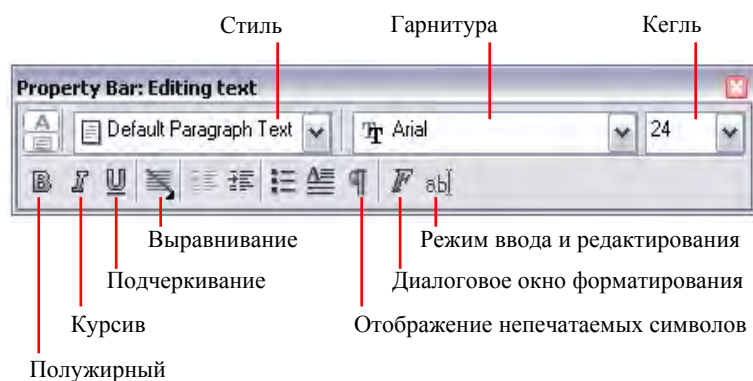 Стиль Гарнитура Кегль
Property Bar: Editing text
Default Paragraph Text Arial 24
B I U ¶ F ab
Выравнивание Режим ввода и редактирования
Подчеркивание Диалоговое окно форматирования
Курсив Отображение непечатаемых символов
Полужирный